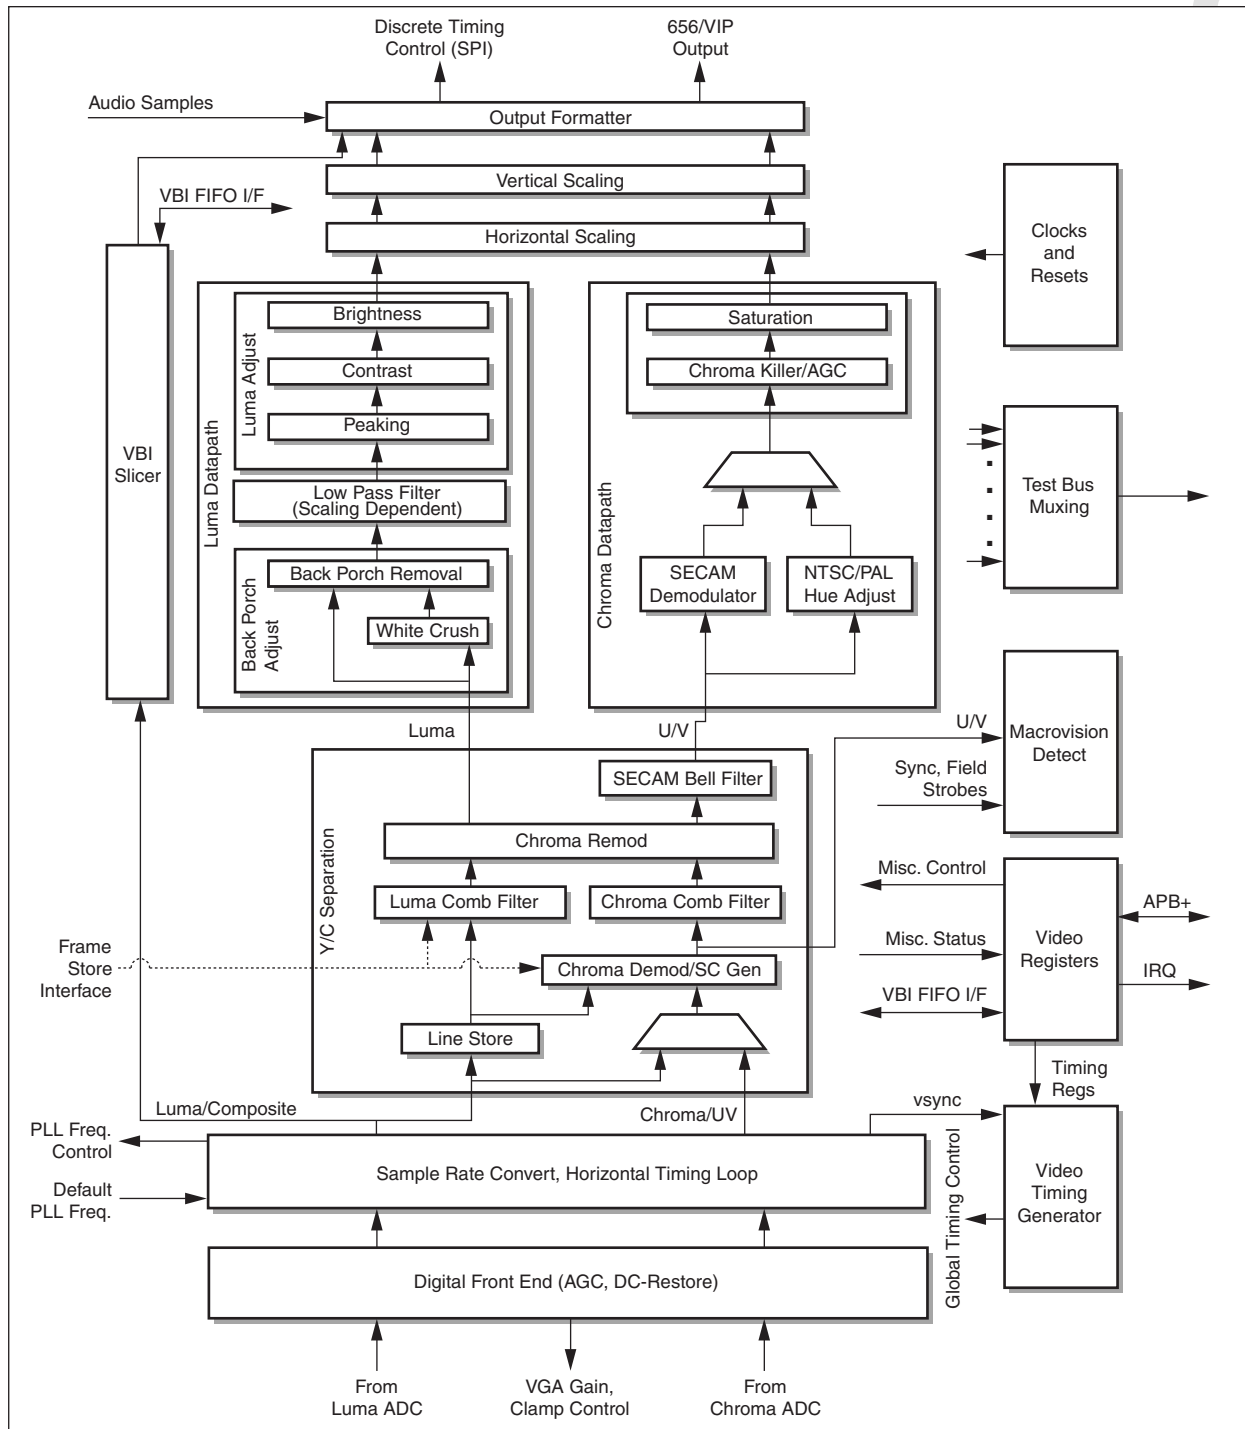 Discrete Timing
Control (SPI)
656/VIP
Output
Audio Samples
Output Formatter
Vertical Scaling
VBI FIFO I/F
Horizontal Scaling
Clocks
and
Resets
Brightness
Contrast
Peaking
Luma Adjust
Saturation
Chroma Killer/AGC
VBI
Slicer
Luma Datapath
Low Pass Filter
(Scaling Dependent)
Test Bus
Muxing
Back Porch Removal
White Crush
Back Porch
Adjust
Chroma Datapath
SECAM
Demodulator
NTSC/PAL
Hue Adjust
Luma
U/V
U/V
Macrovision
Detect
Sync, Field
Strobes
SECAM Bell Filter
Chroma Remod
Y/C Separation
Luma Comb Filter
Chroma Comb Filter
Misc. Control
APB+
Misc. Status
Video
Registers
IRQ
VBI FIFO I/F
Frame
Store
Interface
Chroma Demod/SC Gen
Line Store
Timing
Regs
Luma/Composite
Chroma/UV
vsync
PLL Freq.
Control
Sample Rate Convert, Horizontal Timing Loop
Default
PLL Freq.
Global Timing Control
Video
Timing
Generator
Digital Front End (AGC, DC-Restore)
From
Luma ADC
VGA Gain,
Clamp Control
From
Chroma ADC